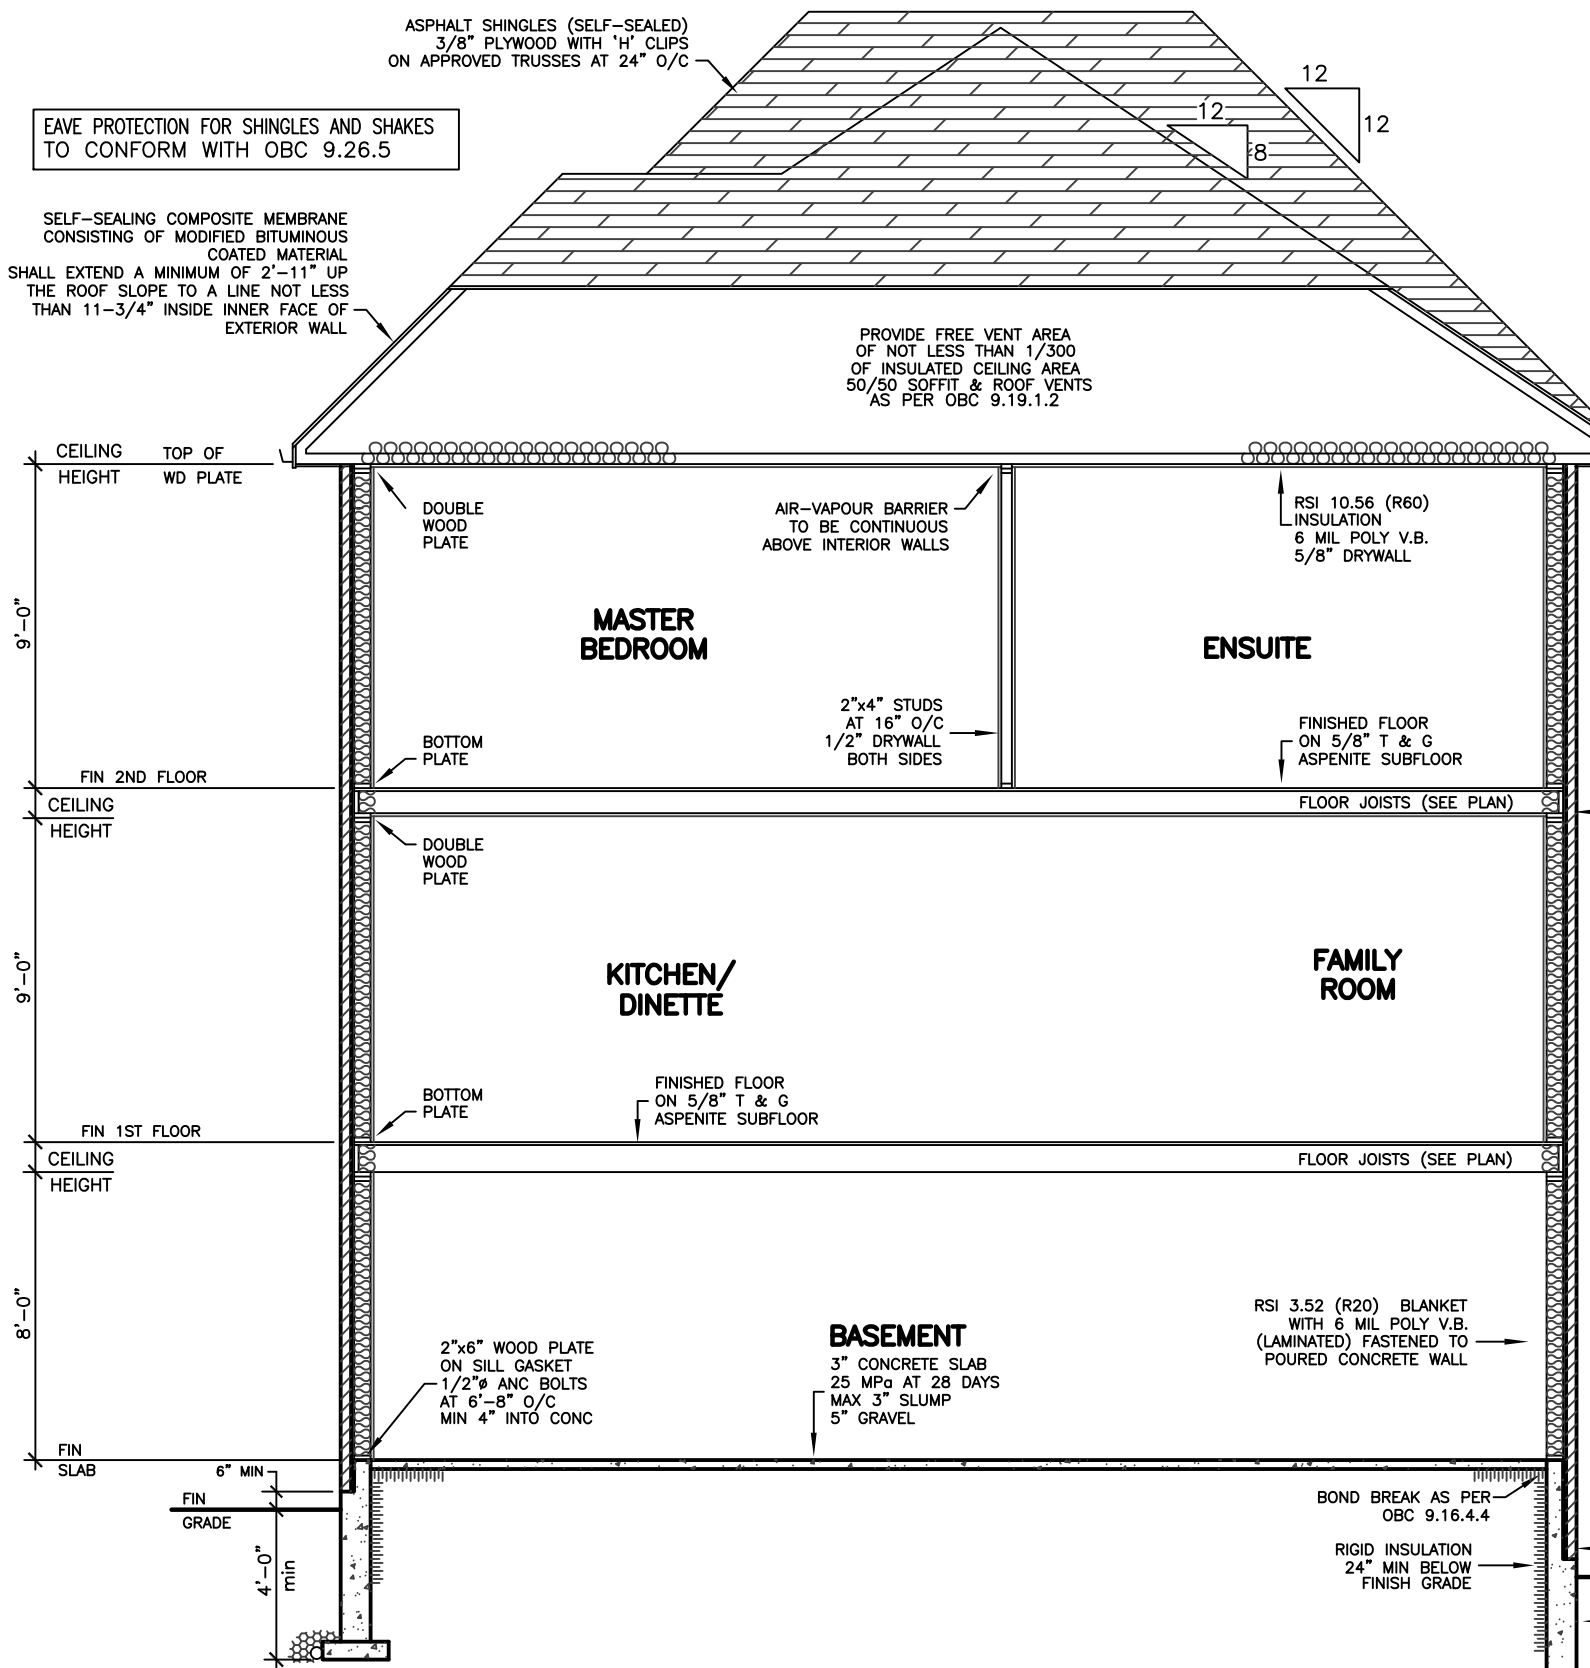 ASPHALT SHINGLES (SELF-SEALED)
3/8" PLYWOOD WITH 'H' CLIPS
ON APPROVED TRUSSES AT 24" O/C
12
12
12
8
EAVE PROTECTION FOR SHINGLES AND SHAKES
TO CONFORM WITH OBC 9.26.5
SELF-SEALING COMPOSITE MEMBRANE
CONSISTING OF MODIFIED BITUMINOUS
COATED MATERIAL
SHALL EXTEND A MINIMUM OF 2'-11" UP
THE ROOF SLOPE TO A LINE NOT LESS
THAN 11-3/4" INSIDE INNER FACE OF
EXTERIOR WALL
PROVIDE FREE VENT AREA
OF NOT LESS THAN 1/300
OF INSULATED CEILING AREA
50/50 SOFFIT & ROOF VENTS
AS PER OBC 9.19.1.2
CEILING
HEIGHT
TOP OF
WD PLATE
DOUBLE
WOOD
PLATE
AIR-VAPOUR BARRIER
TO BE CONTINUOUS
ABOVE INTERIOR WALLS
RSI 10.56 (R60)
INSULATION
6 MIL POLY V.B.
5/8" DRYWALL
9'-0"
MASTER
BEDROOM
ENSUITE
2"x4" STUDS
AT 16" O/C
1/2" DRYWALL
BOTH SIDES
BOTTOM
PLATE
FINISHED FLOOR
ON 5/8" T & G
ASPENITE SUBFLOOR
FIN 2ND FLOOR
CEILING
HEIGHT
FLOOR JOISTS (SEE PLAN)
DOUBLE
WOOD
PLATE
9'-0"
KITCHEN/
DINETTE
FAMILY
ROOM
BOTTOM
PLATE
FINISHED FLOOR
ON 5/8" T & G
ASPENITE SUBFLOOR
FIN 1ST FLOOR
CEILING
HEIGHT
FLOOR JOISTS (SEE PLAN)
8'-0"
2"x6" WOOD PLATE
ON SILL GASKET
1/2"ø ANC BOLTS
AT 6'-8" O/C
MIN 4" INTO CONC
BASEMENT
3" CONCRETE SLAB
25 MPa AT 28 DAYS
MAX 3" SLUMP
5" GRAVEL
RSI 3.52 (R20) BLANKET
WITH 6 MIL POLY V.B.
(LAMINATED) FASTENED TO
POURED CONCRETE WALL
FIN
SLAB
6" MIN
FIN
GRADE
4'-0"
min
BOND BREAK AS PER
OBC 9.16.4.4
RIGID INSULATION
24" MIN BELOW
FINISH GRADE